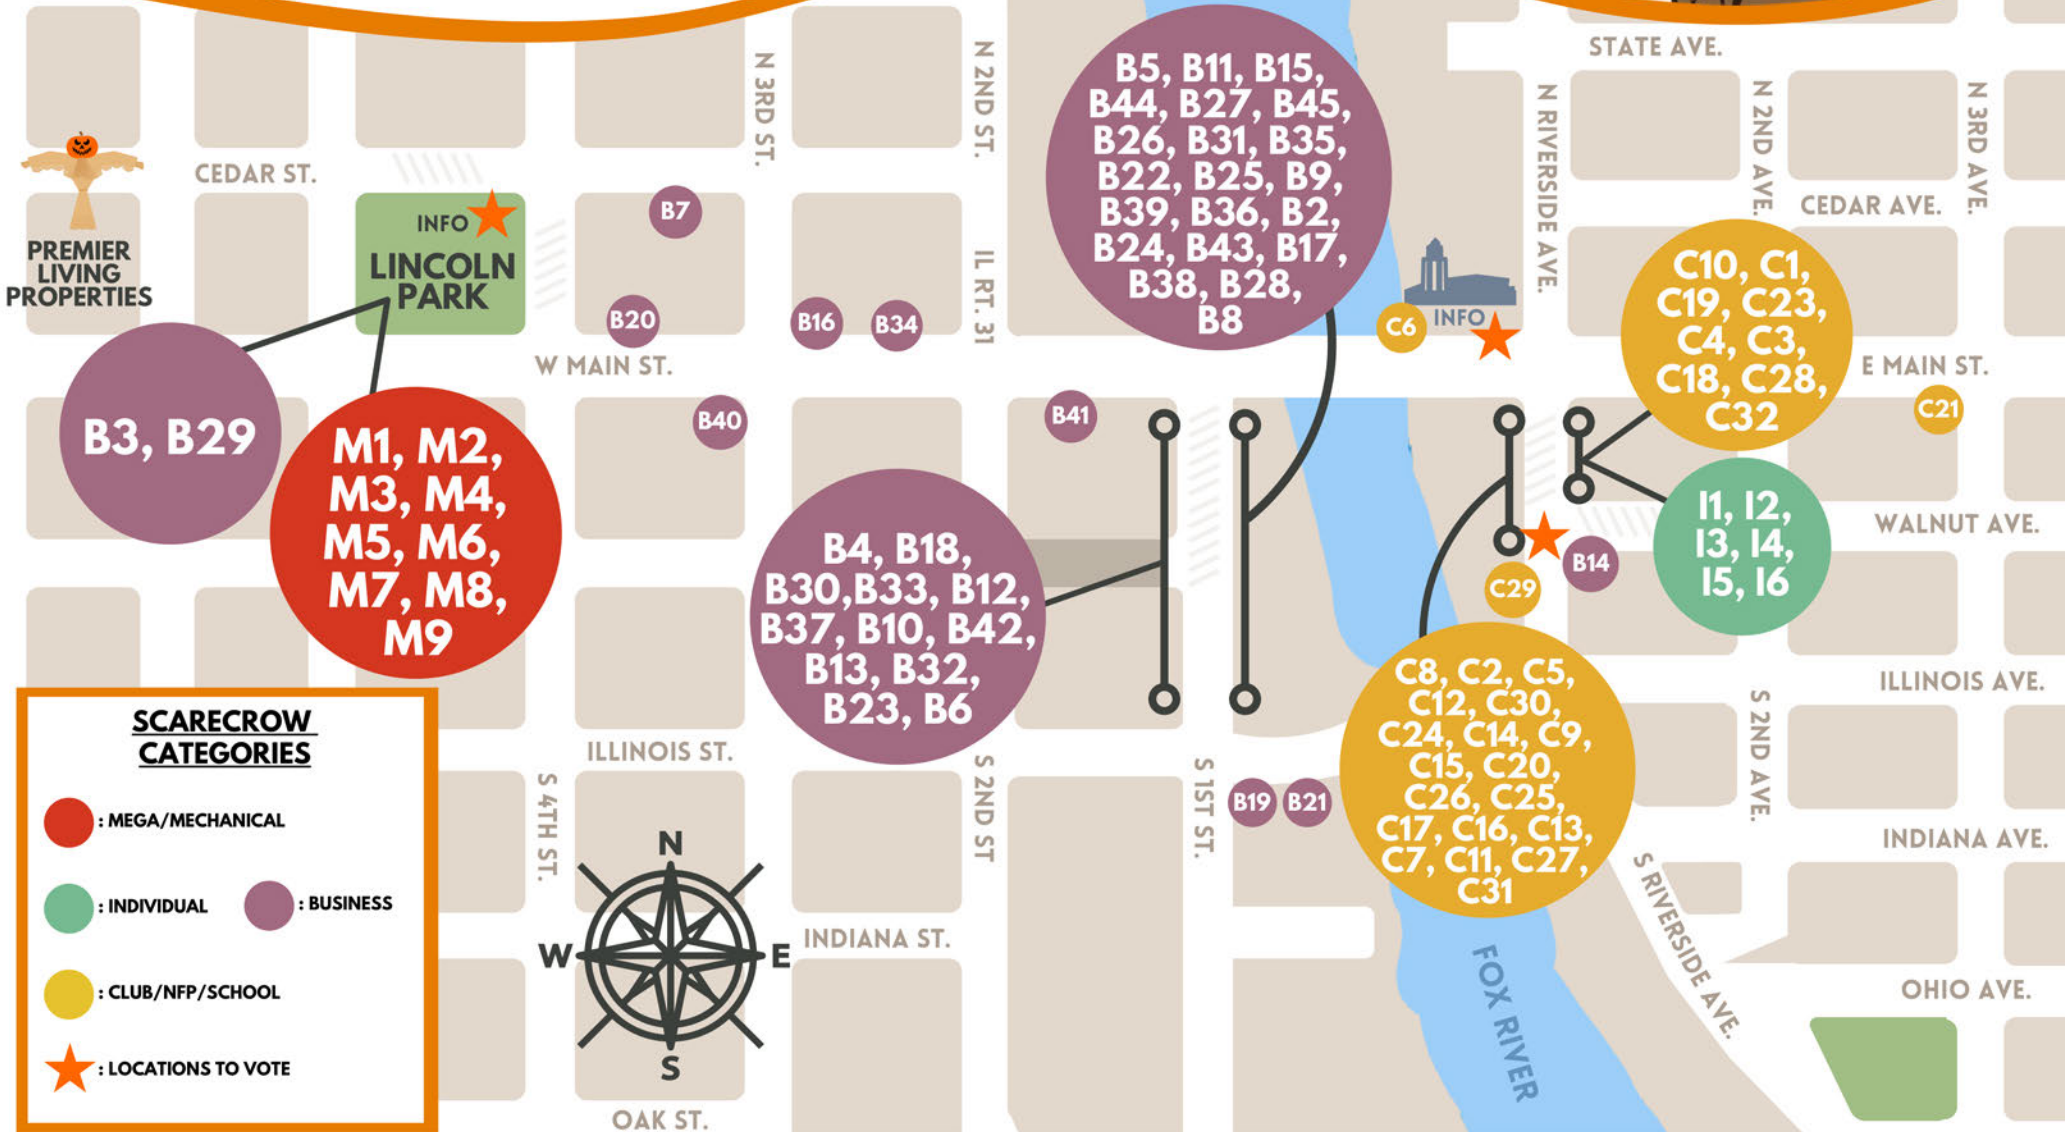 STATE AVE.
N 3RD ST.
N 2ND ST.
B5, B11, B15,
B44, B27, B45,
B26, B31, B35,
B22, B25, B9,
B39, B36, B2,
B24, B43, B17,
B38, B28,
B8
N RIVERSIDE AVE.
N 2ND AVE.
N 3RD AVE.
CEDAR ST.
CEDAR AVE.
PREMIER
LIVING
PROPERTIES
INFO
LINCOLN
PARK
B7
B20
B16
B34
IL RT. 31
C6
INFO
C10, C1,
C19, C23,
C4, C3,
C18, C28,
C32
W MAIN ST.
E MAIN ST.
B3, B29
M1, M2,
M3, M4,
M5, M6,
M7, M8,
M9
B40
B41
C21
I1, I2,
I3, I4,
I5, I6
WALNUT AVE.
B4, B18,
B30,B33, B12,
B37, B10, B42,
B13, B32,
B23, B6
B14
C29
C8, C2, C5,
C12, C30,
C24, C14, C9,
C15, C20,
C26, C25,
C17, C16, C13,
C7, C11, C27,
C31
ILLINOIS AVE.
S 2ND AVE.
ILLINOIS ST.
S 4TH ST.
S 2ND ST
S 1ST ST.
B19
B21
INDIANA AVE.
S RIVERSIDE AVE.
SCARECROW
CATEGORIES
: MEGA/MECHANICAL
: INDIVIDUAL
: BUSINESS
: CLUB/NFP/SCHOOL
: LOCATIONS TO VOTE
N
W
E
S
INDIANA ST.
FOX RIVER
OHIO AVE.
OAK ST.